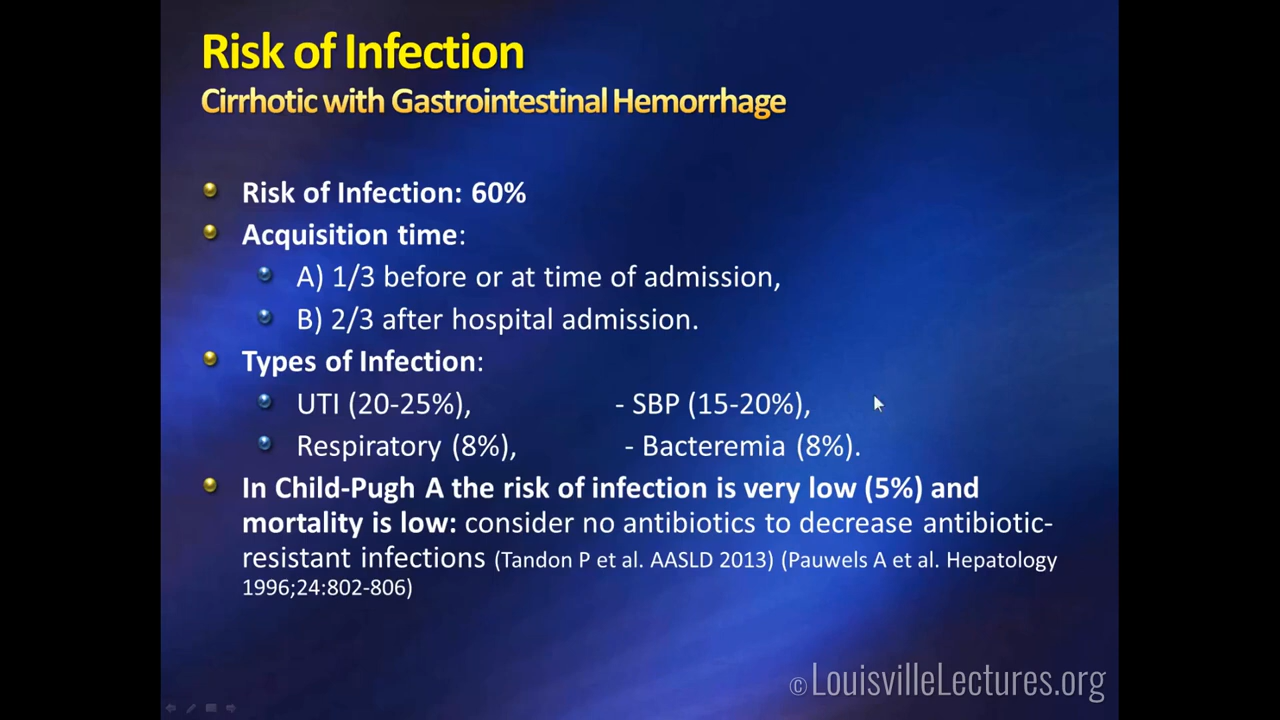 Risk of Infection
Cirrhotic with Gastrointestinal Hemorrhage
Risk of Infection: 60%
Acquisition time:
A) 1/3 before or at time of admission,
B) 2/3 after hospital admission.
Types of Infection:
UTI (20-25%), - SBP (15-20%),
Respiratory (8%), - Bacteremia (8%).
In Child-Pugh A the risk of infection is very low (5%) and
mortality is low: consider no antibiotics to decrease antibiotic-
resistant infections (Tandon P et al. AASLD 2013) (Pauwels A et al. Hepatology
1996;24:802-806)
© LouisvilleLectures.org